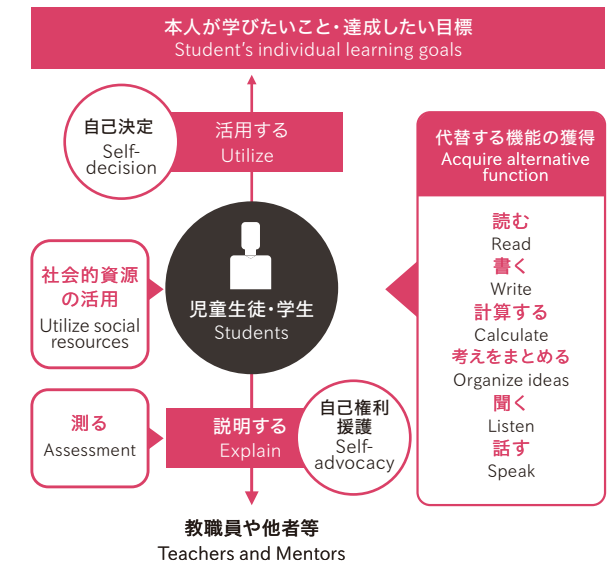 本人が学びたいこと・達成したい目標
Student's individual learning goals
自己決定
Self-
decision
活用する
Utilize
児童生徒・学生
Students
社会的資源
の活用
Utilize social
resources
測る
Assessment
説明する
Explain
自己権利
援護
Self-
advocacy
教職員や他者等
Teachers and Mentors
代替する機能の獲得
Acquire alternative
function
読む
Read
書く
Write
計算する
Calculate
考えをまとめる
Organize ideas
聞く
Listen
話す
Speak